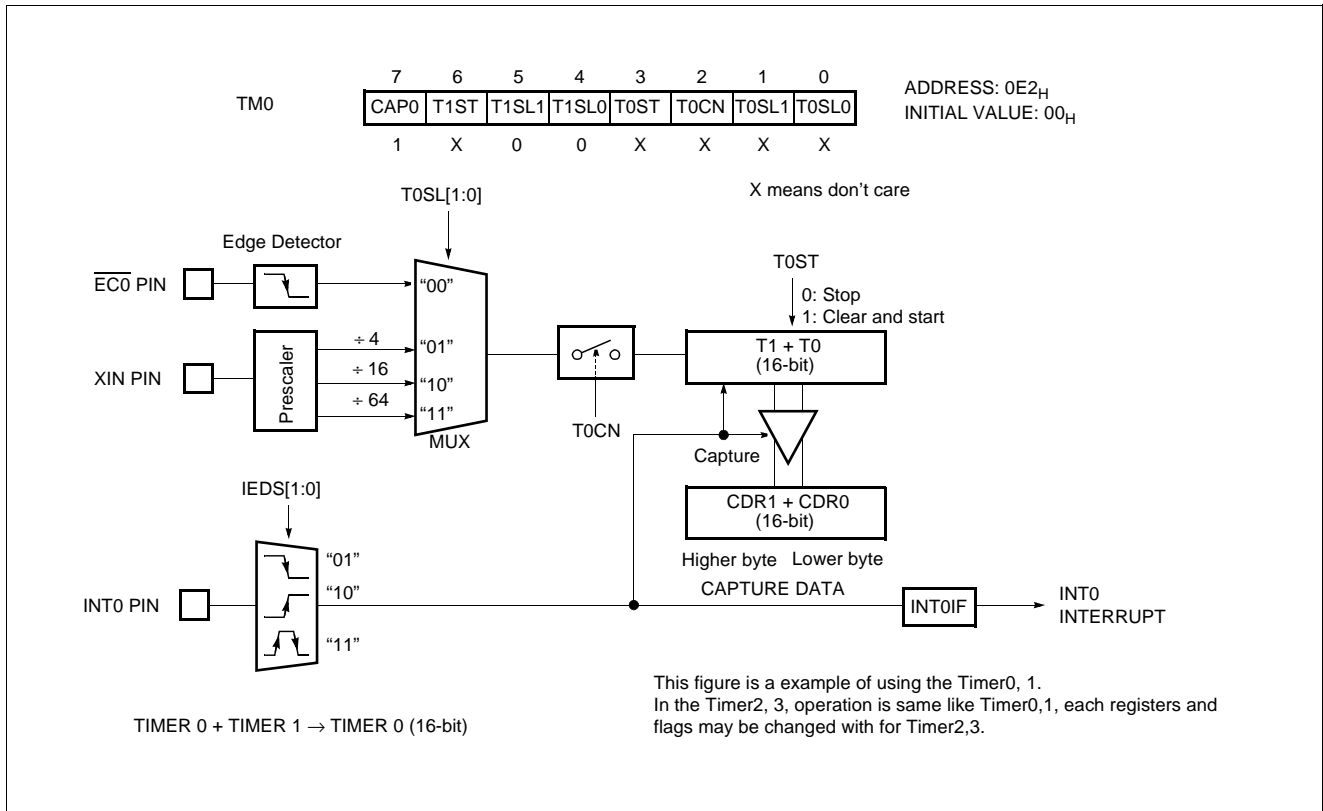 7 6 5 4 3 2 1 0
TM0 CAP0 T1ST T1SL1 T1SL0 T0ST T0CN T0SL1 T0SL0
1 X 0 0 X X X X
ADDRESS: 0E2H
INITIAL VALUE: 00H
X means don’t care
T0SL[1:0]
Edge Detector
EC0 PIN
“00”
XIN PIN
Prescaler
÷ 4
÷ 16
÷ 64
“01”
“10”
“11”
MUX
T0CN
T0ST
0: Stop
1: Clear and start
T1 + T0
(16-bit)
Capture
CDR1 + CDR0
(16-bit)
Higher byte Lower byte
CAPTURE DATA
IEDS[1:0]
INT0 PIN
“01”
“10”
“11”
INT0IF
INT0
INTERRUPT
TIMER 0 + TIMER 1 → TIMER 0 (16-bit)
This figure is a example of using the Timer0, 1.
In the Timer2, 3, operation is same like Timer0,1, each registers and
flags may be changed with for Timer2,3.